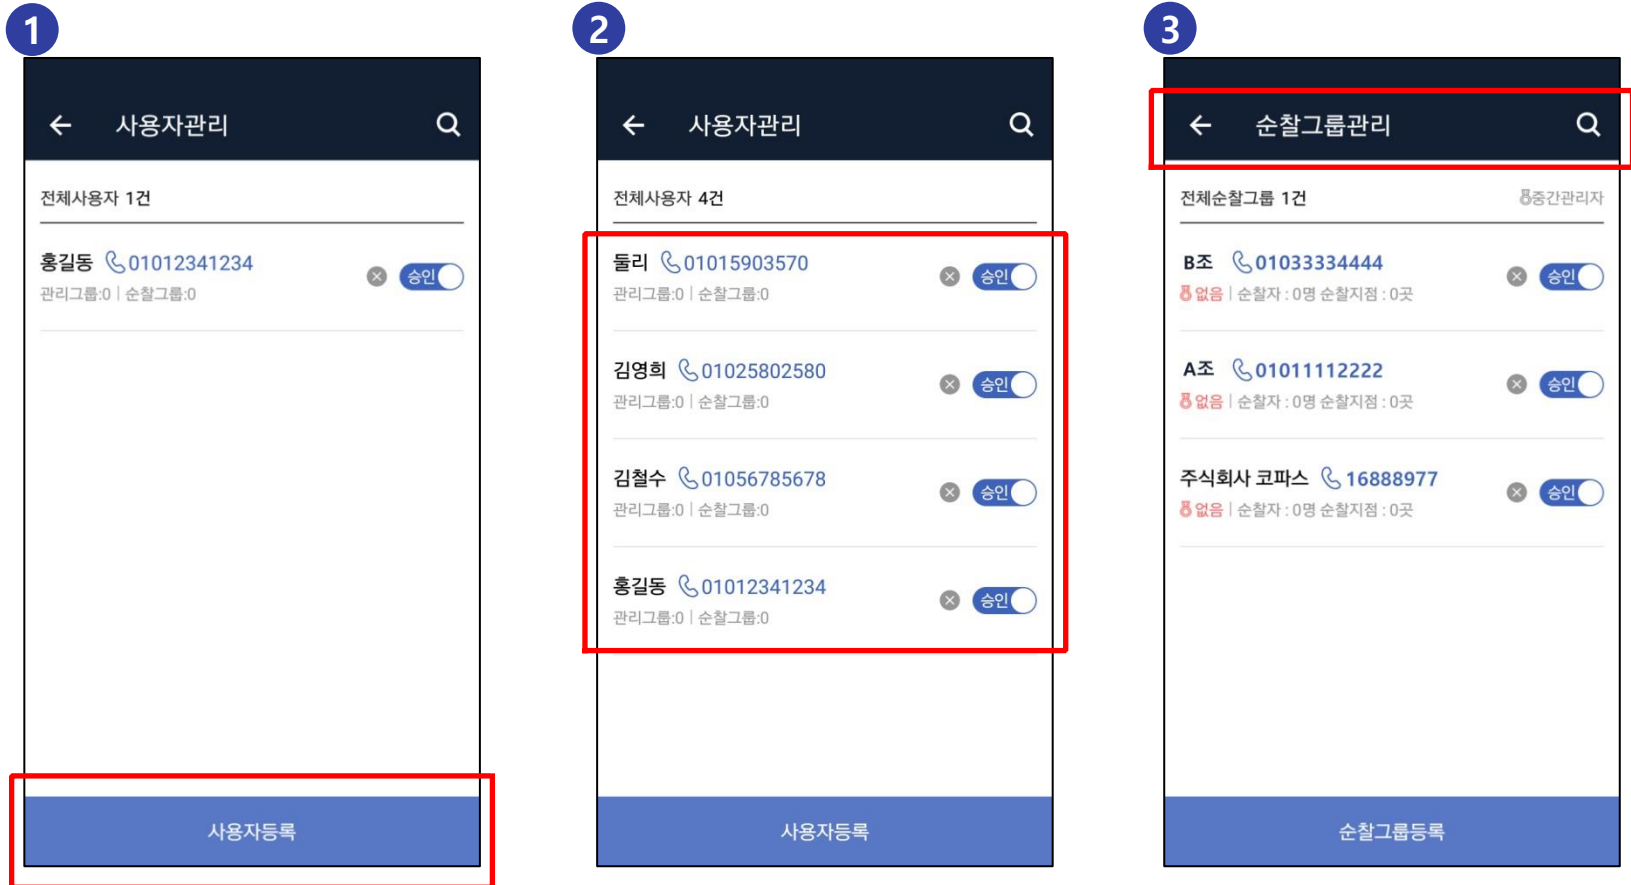 1
사용자관리
전체사용자 1건
홍길동 01012341234
관리그룹:0 | 순찰그룹:0
승인
사용자등록
2
사용자관리
전체사용자 4건
둘리 01015903570
관리그룹:0 | 순찰그룹:0
승인
김영희 01025802580
관리그룹:0 | 순찰그룹:0
승인
김철수 01056785678
관리그룹:0 | 순찰그룹:0
승인
홍길동 01012341234
관리그룹:0 | 순찰그룹:0
승인
사용자등록
3
순찰그룹관리
전체순찰그룹 1건 중간관리자
B조 01033334444
없음 | 순찰자 : 0명 순찰지점 : 0곳
승인
A조 01011112222
없음 | 순찰자 : 0명 순찰지점 : 0곳
승인
주식회사 코파스 16888977
없음 | 순찰자 : 0명 순찰지점 : 0곳
승인
순찰그룹등록